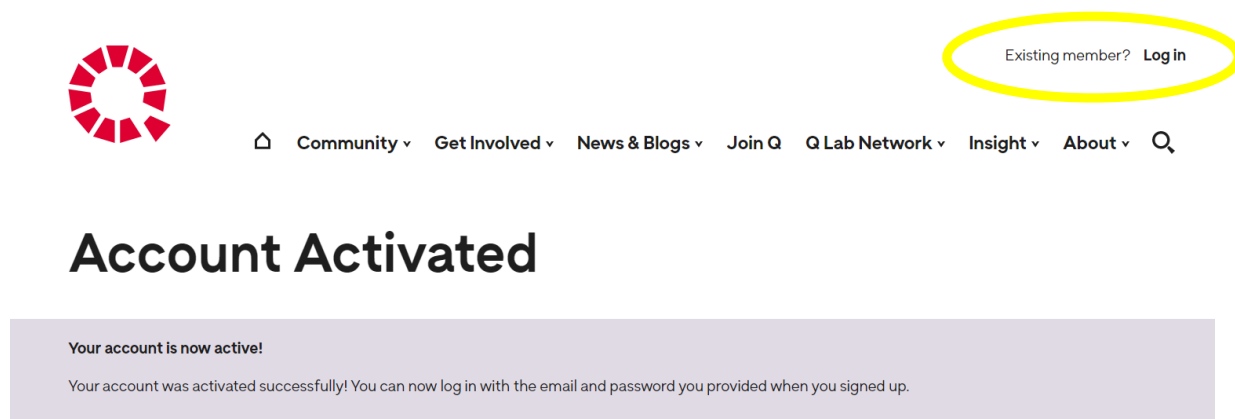 Existing member? Log in
Community Get Involved News & Blogs Join Q Q Lab Network Insight About
Account Activated
Your account is now active!
Your account was activated successfully! You can now log in with the email and password you provided when you signed up.